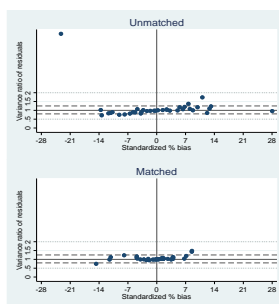 Unmatched
Variance ratio of residuals
0 .5 1 1.5 2
-28 -21 -14 -7 0 7 14 21 28
Standardized % bias
Matched
Variance ratio of residuals
0 .5 1 1.5 2
-28 -21 -14 -7 0 7 14 21 28
Standardized % bias